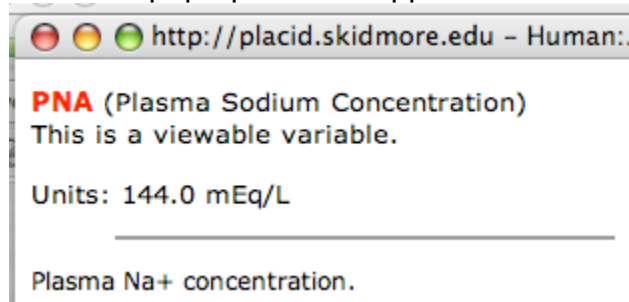 http://placid.skidmore.edu – Human:
PNA (Plasma Sodium Concentration)
This is a viewable variable.
Units: 144.0 mEq/L
Plasma Na+ concentration.